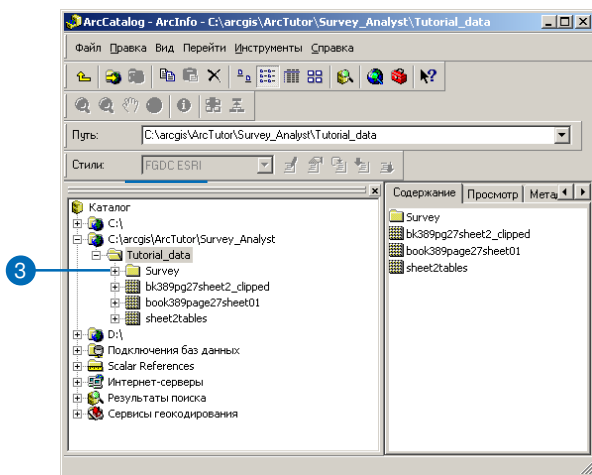 ArcCatalog - ArcInfo - C:\arcgis\ArcTutor\Survey_Analyst\Tutorial_data
Файл Правка Вид Перейти Инструменты Справка
Путь: C:\arcgis\ArcTutor\Survey_Analyst\Tutorial_data
Стили: FGDC ESRI
Каталог
C:\
C:\arcgis\ArcTutor\Survey_Analyst
Tutorial_data
3
Survey
bk389pg27sheet2_clipped
book389page27sheet01
sheet2tables
D:\
Подключения баз данных
Scalar References
Интернет-серверы
Результаты поиска
Сервисы геокодирования
Содержание Просмотр
Survey
bk389pg27sheet2_clipped
book389page27sheet01
sheet2tables